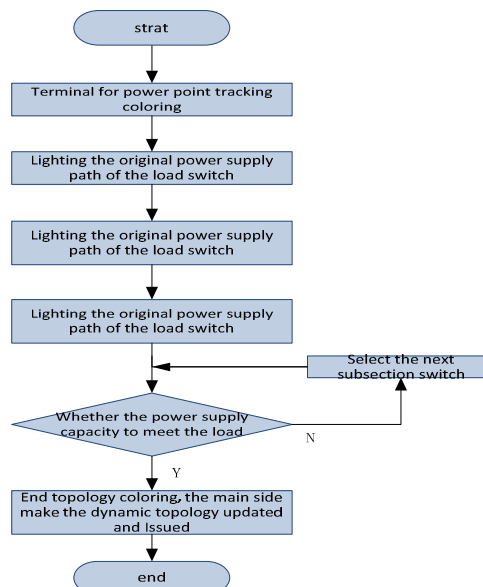 strat
Terminal for power point tracking
coloring
Lighting the original power supply
path of the load switch
Lighting the original power supply
path of the load switch
Lighting the original power supply
path of the load switch
Select the next
subsection switch
Whether the power supply
capacity to meet the load
N
Y
End topology coloring, the main side
make the dynamic topology updated
and Issued
end